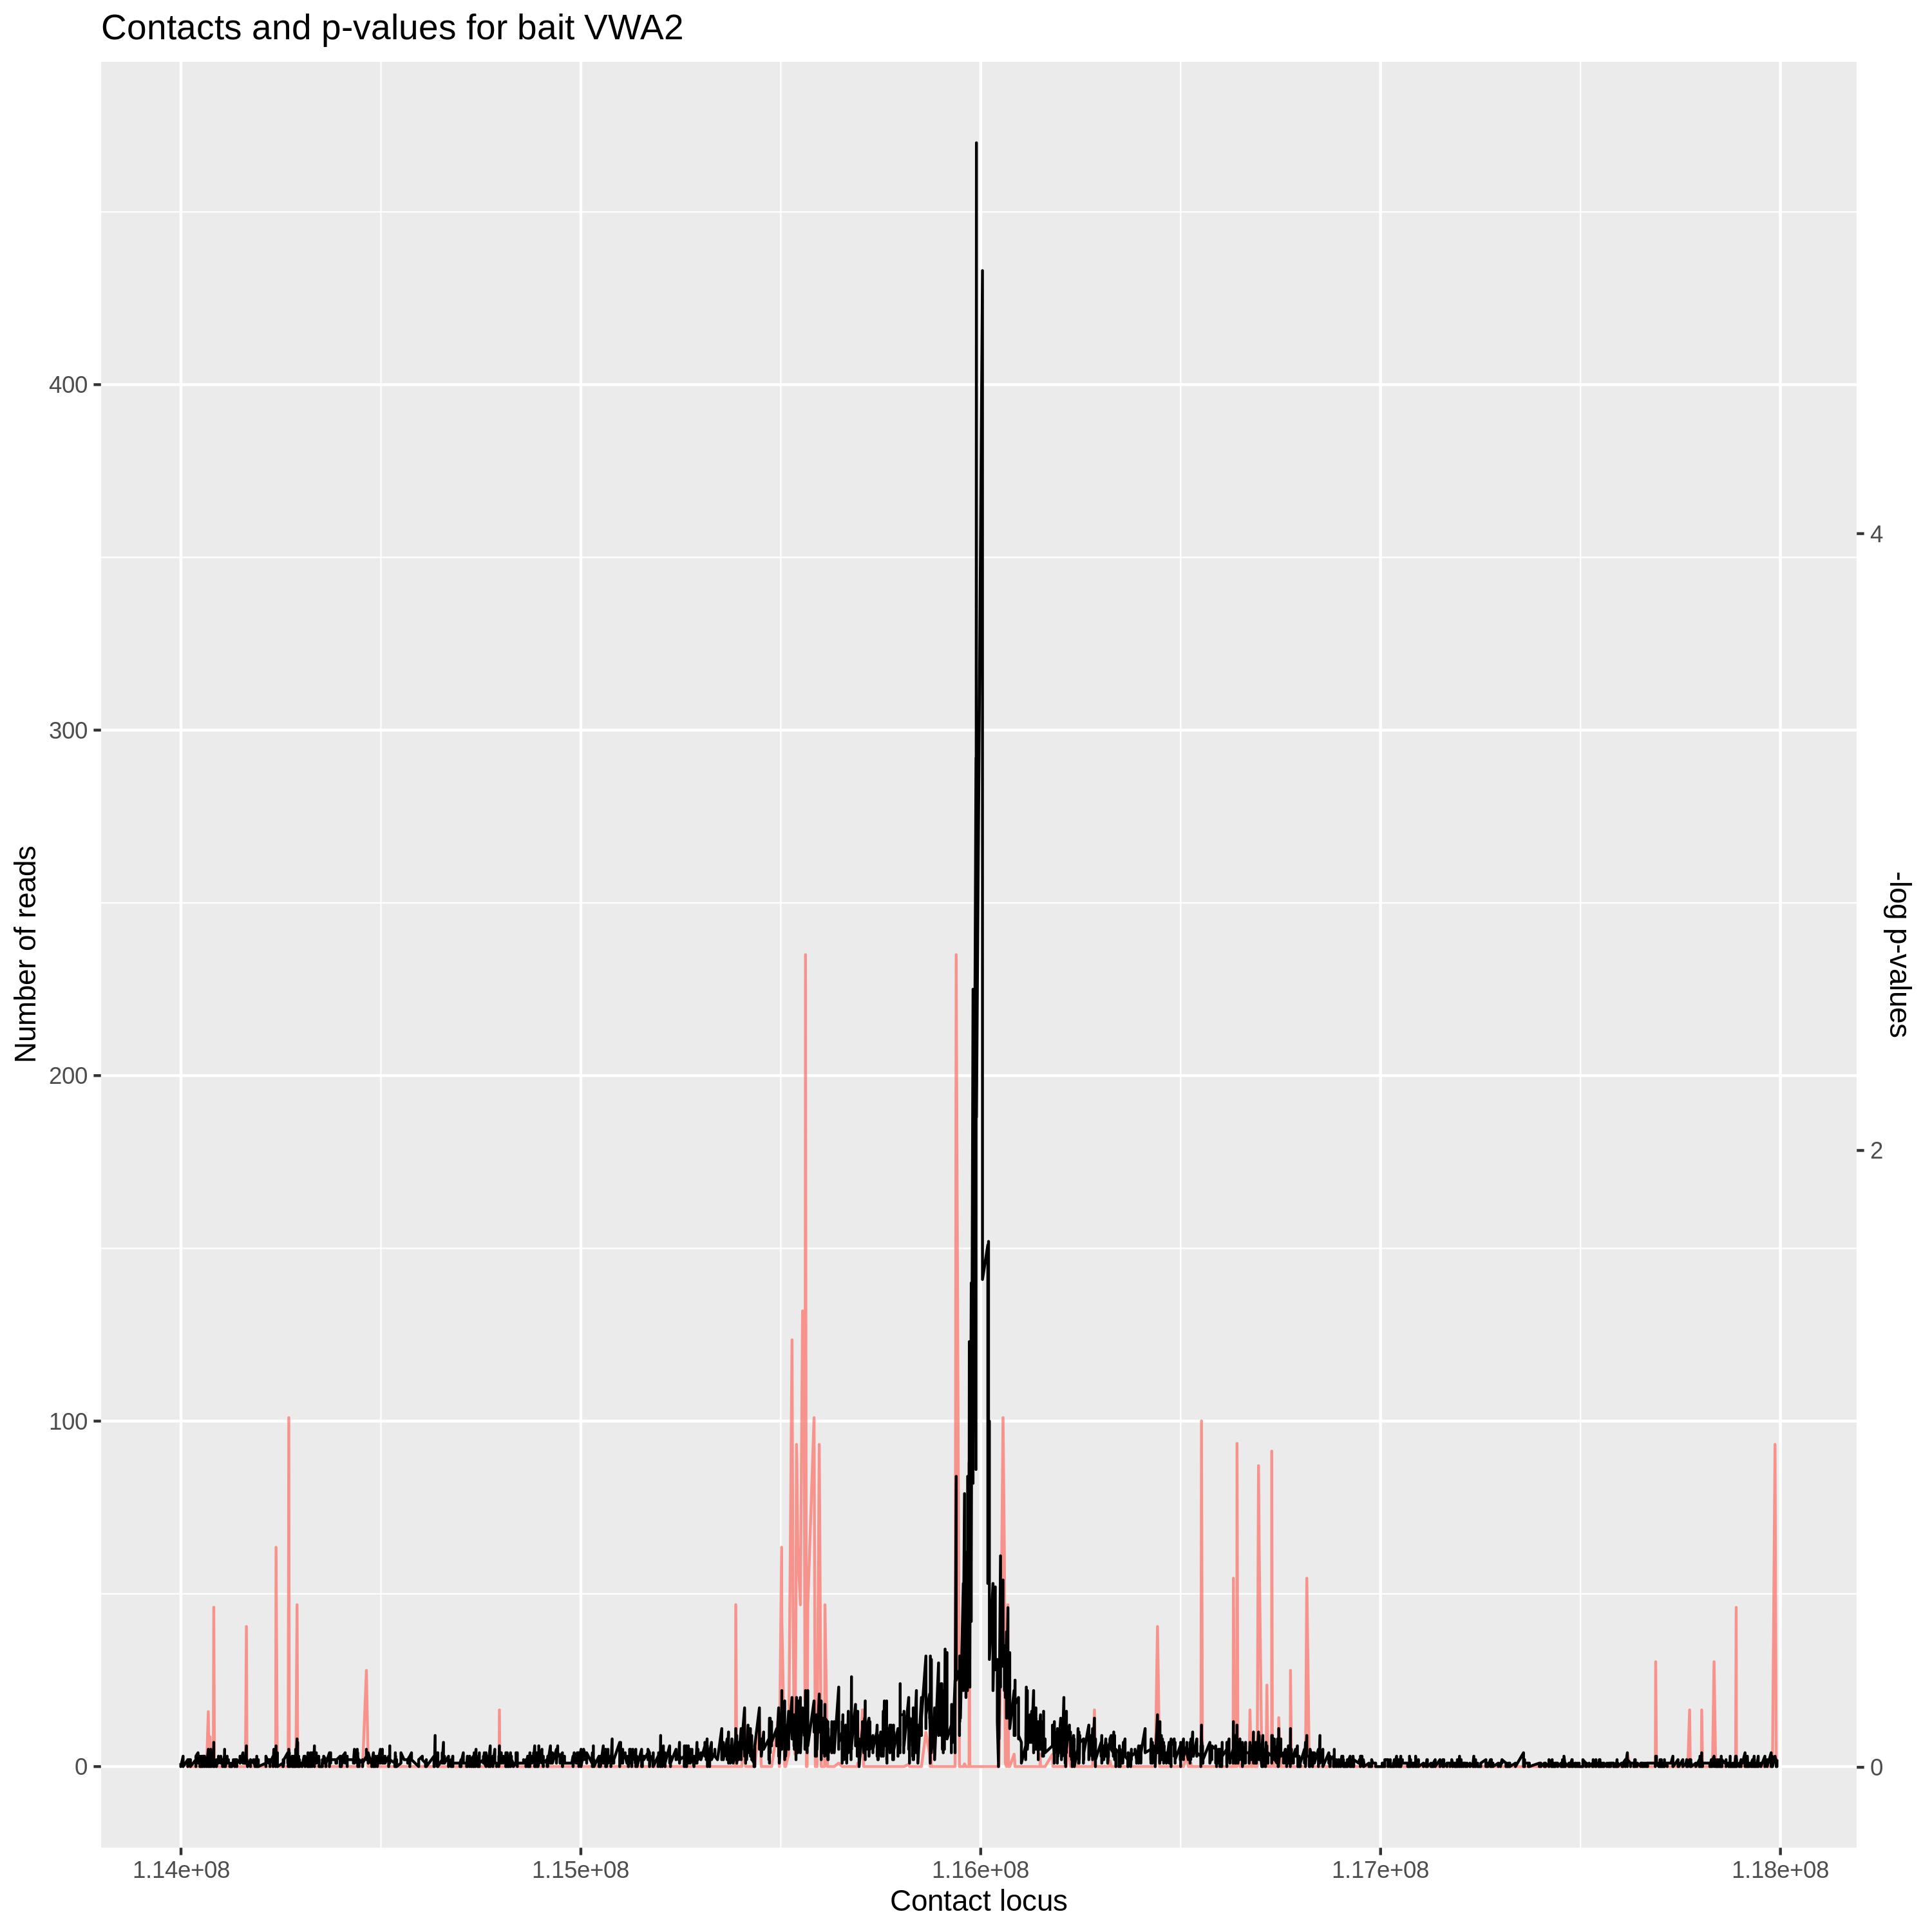 Contacts and p-values for bait VWA2
Number of reads
400
300
200
100
0
4
2
0
-log p-values
1.14e+08
1.15e+08
1.16e+08
1.17e+08
1.18e+08
Contact locus